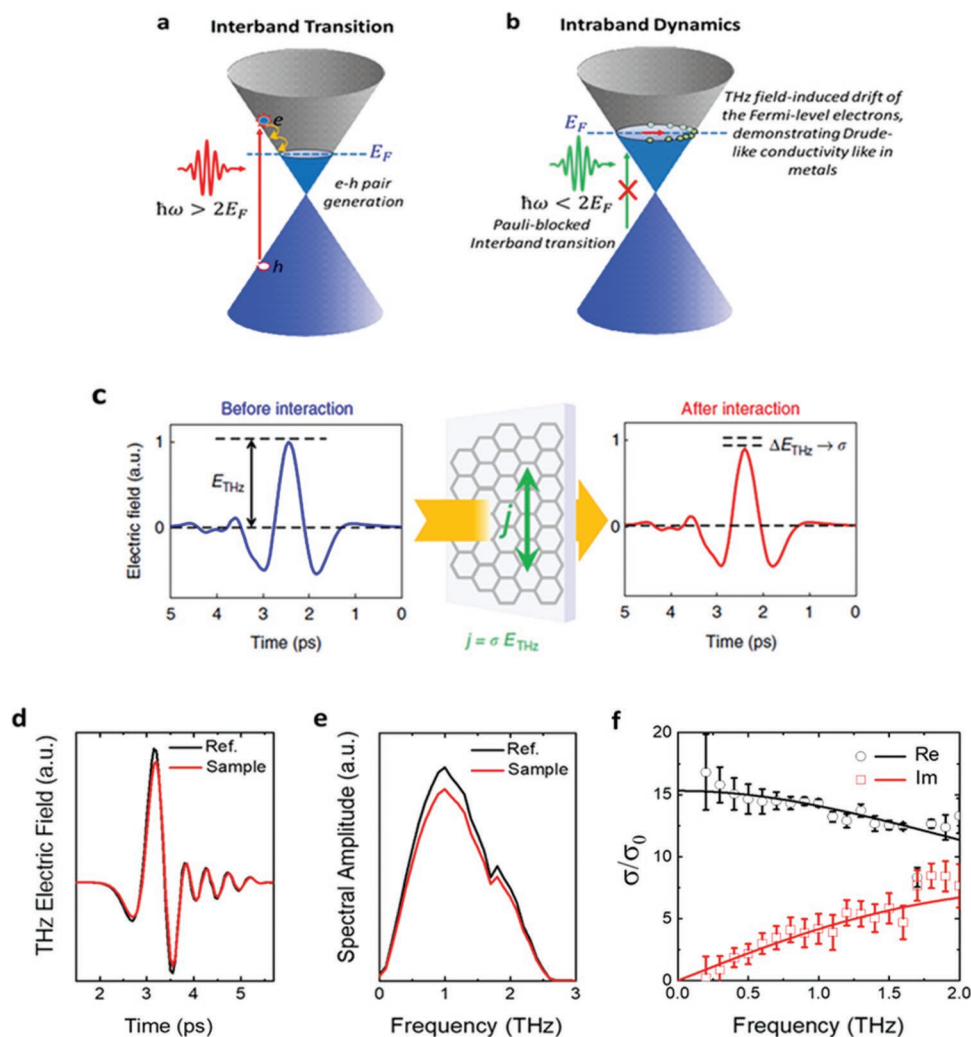 a
Interband Transition
e
E_F
ħω > 2E_F
e-h pair
generation
h
b
Intraband Dynamics
THz field-induced drift of
the Fermi-level electrons,
demonstrating Drude-
like conductivity like in
metals
E_F
ħω < 2E_F
Pauli-blocked
Interband transition
c
Before interaction
Electric field (a.u.)
1
0
E_THz
5 4 3 2 1 0
Time (ps)
j
j = σ E_THz
After interaction
1
0
ΔE_THz → σ
5 4 3 2 1 0
Time (ps)
d
THz Electric Field (a.u.)
Ref.
Sample
2 3 4 5
Time (ps)
e
Spectral Amplitude (a.u.)
Ref.
Sample
0 1 2 3
Frequency (THz)
f
σ/σ₀
20
15
10
5
0
Re
Im
0.0 0.5 1.0 1.5 2.0
Frequency (THz)